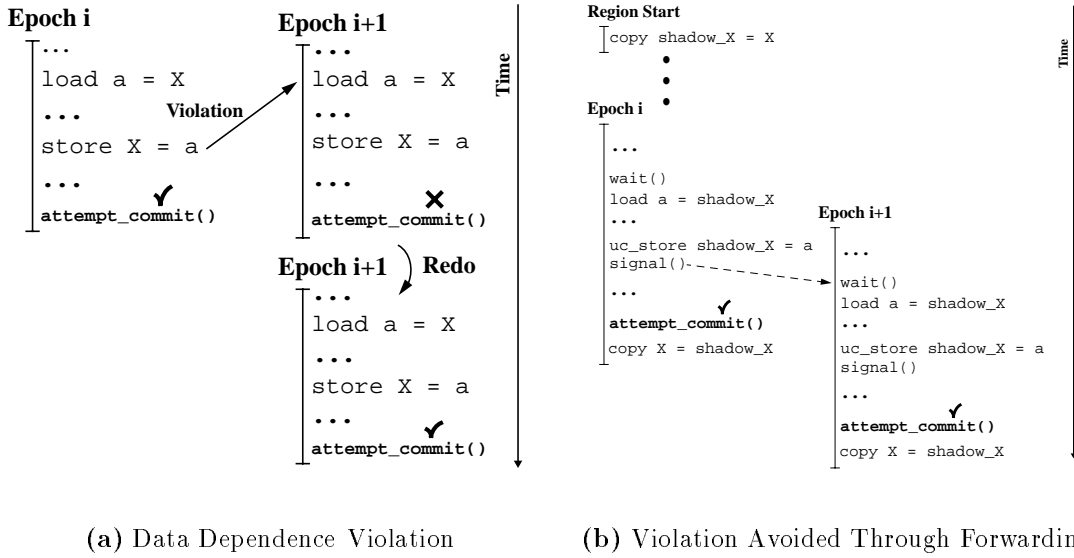 Epoch i
...
load a = X
...
store X = a
...
attempt_commit()
Violation
Epoch i+1
...
load a = X
...
store X = a
...
attempt_commit()
Redo
Epoch i+1
...
load a = X
...
store X = a
...
attempt_commit()
Time
(a) Data Dependence Violation
Region Start
copy shadow_X = X
Epoch i
...
wait()
load a = shadow_X
...
uc_store shadow_X = a
signal()
...
attempt_commit()
copy X = shadow_X
Epoch i+1
...
wait()
load a = shadow_X
...
uc_store shadow_X = a
signal()
...
attempt_commit()
copy X = shadow_X
Time
(b) Violation Avoided Through Forwardin